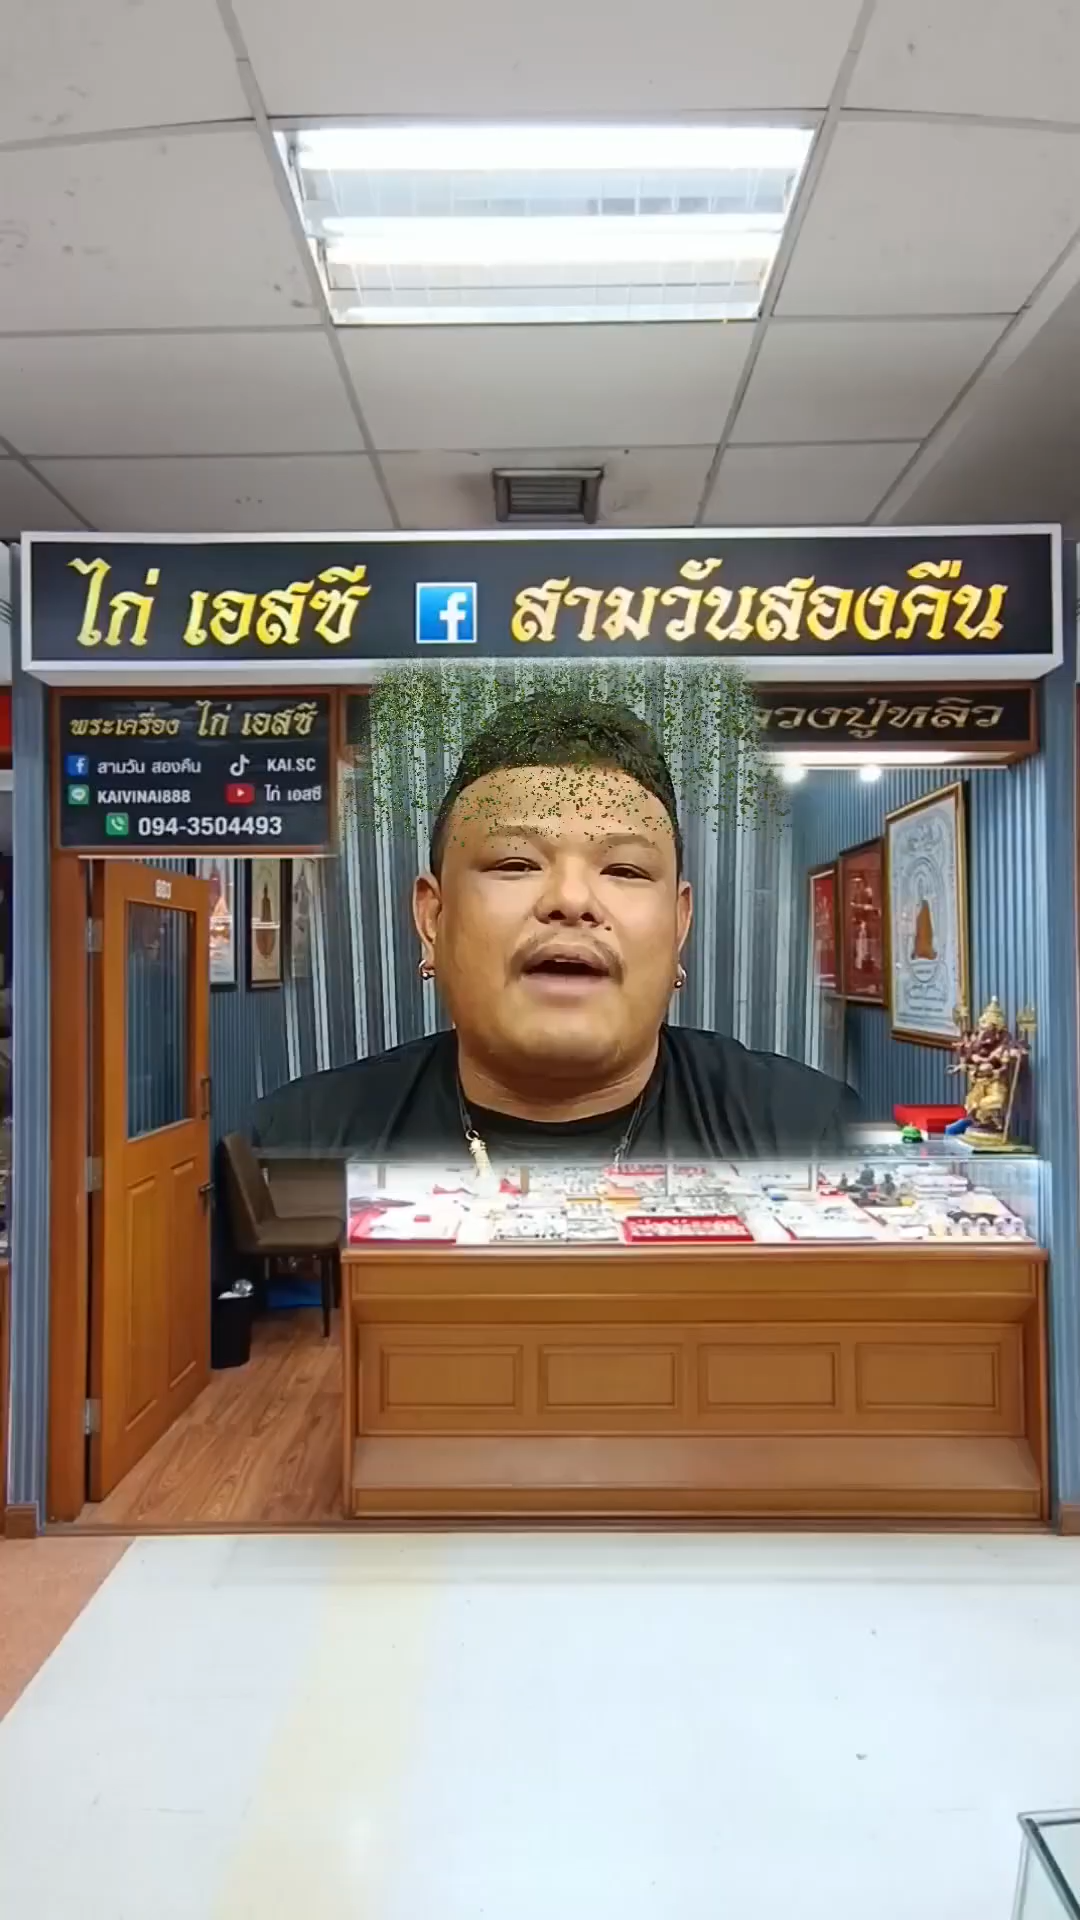 ไก่ เอสซี f สามวันสองคืน
พระเครื่อง ไก่ เอสซี
สามวัน สองคืน KAI.SC
KAIVINAI888 ไก่ เอสซี
094-3504493
วงปู่หลิว